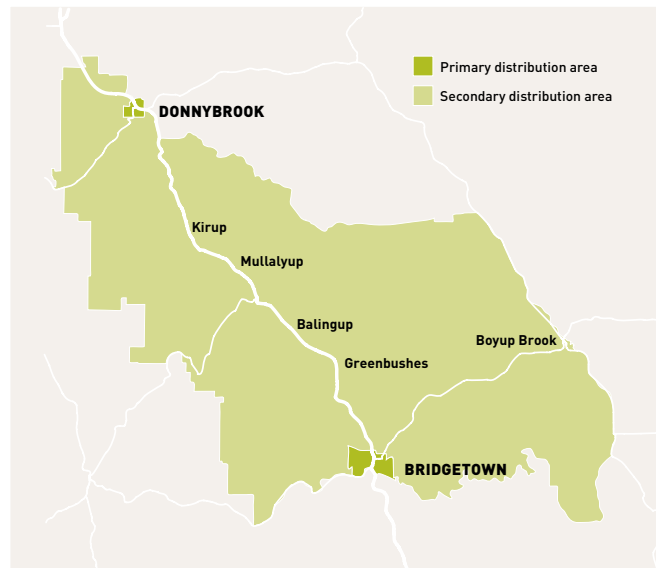 Primary distribution area
Secondary distribution area
DONNYBROOK
Kirup
Mullalyup
Balingup
Boyup Brook
Greenbushes
BRIDGETOWN